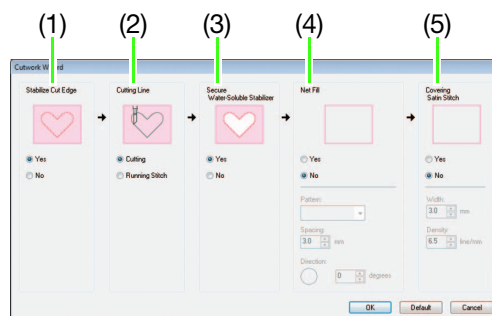 (1) (2) (3) (4) (5)
Cutwork Wizard
Stabilize Cut Edge
Yes
No
Cutting Line
Cutting
Running Stitch
Secure
Water-Soluble Stabilizer
Yes
No
Net Fill
Yes
No
Pattern:
Spacing:
3.0 mm
Direction:
0 degrees
Covering
Satin Stitch
Yes
No
Width:
3.0 mm
Density:
6.5 line/mm
OK Default Cancel